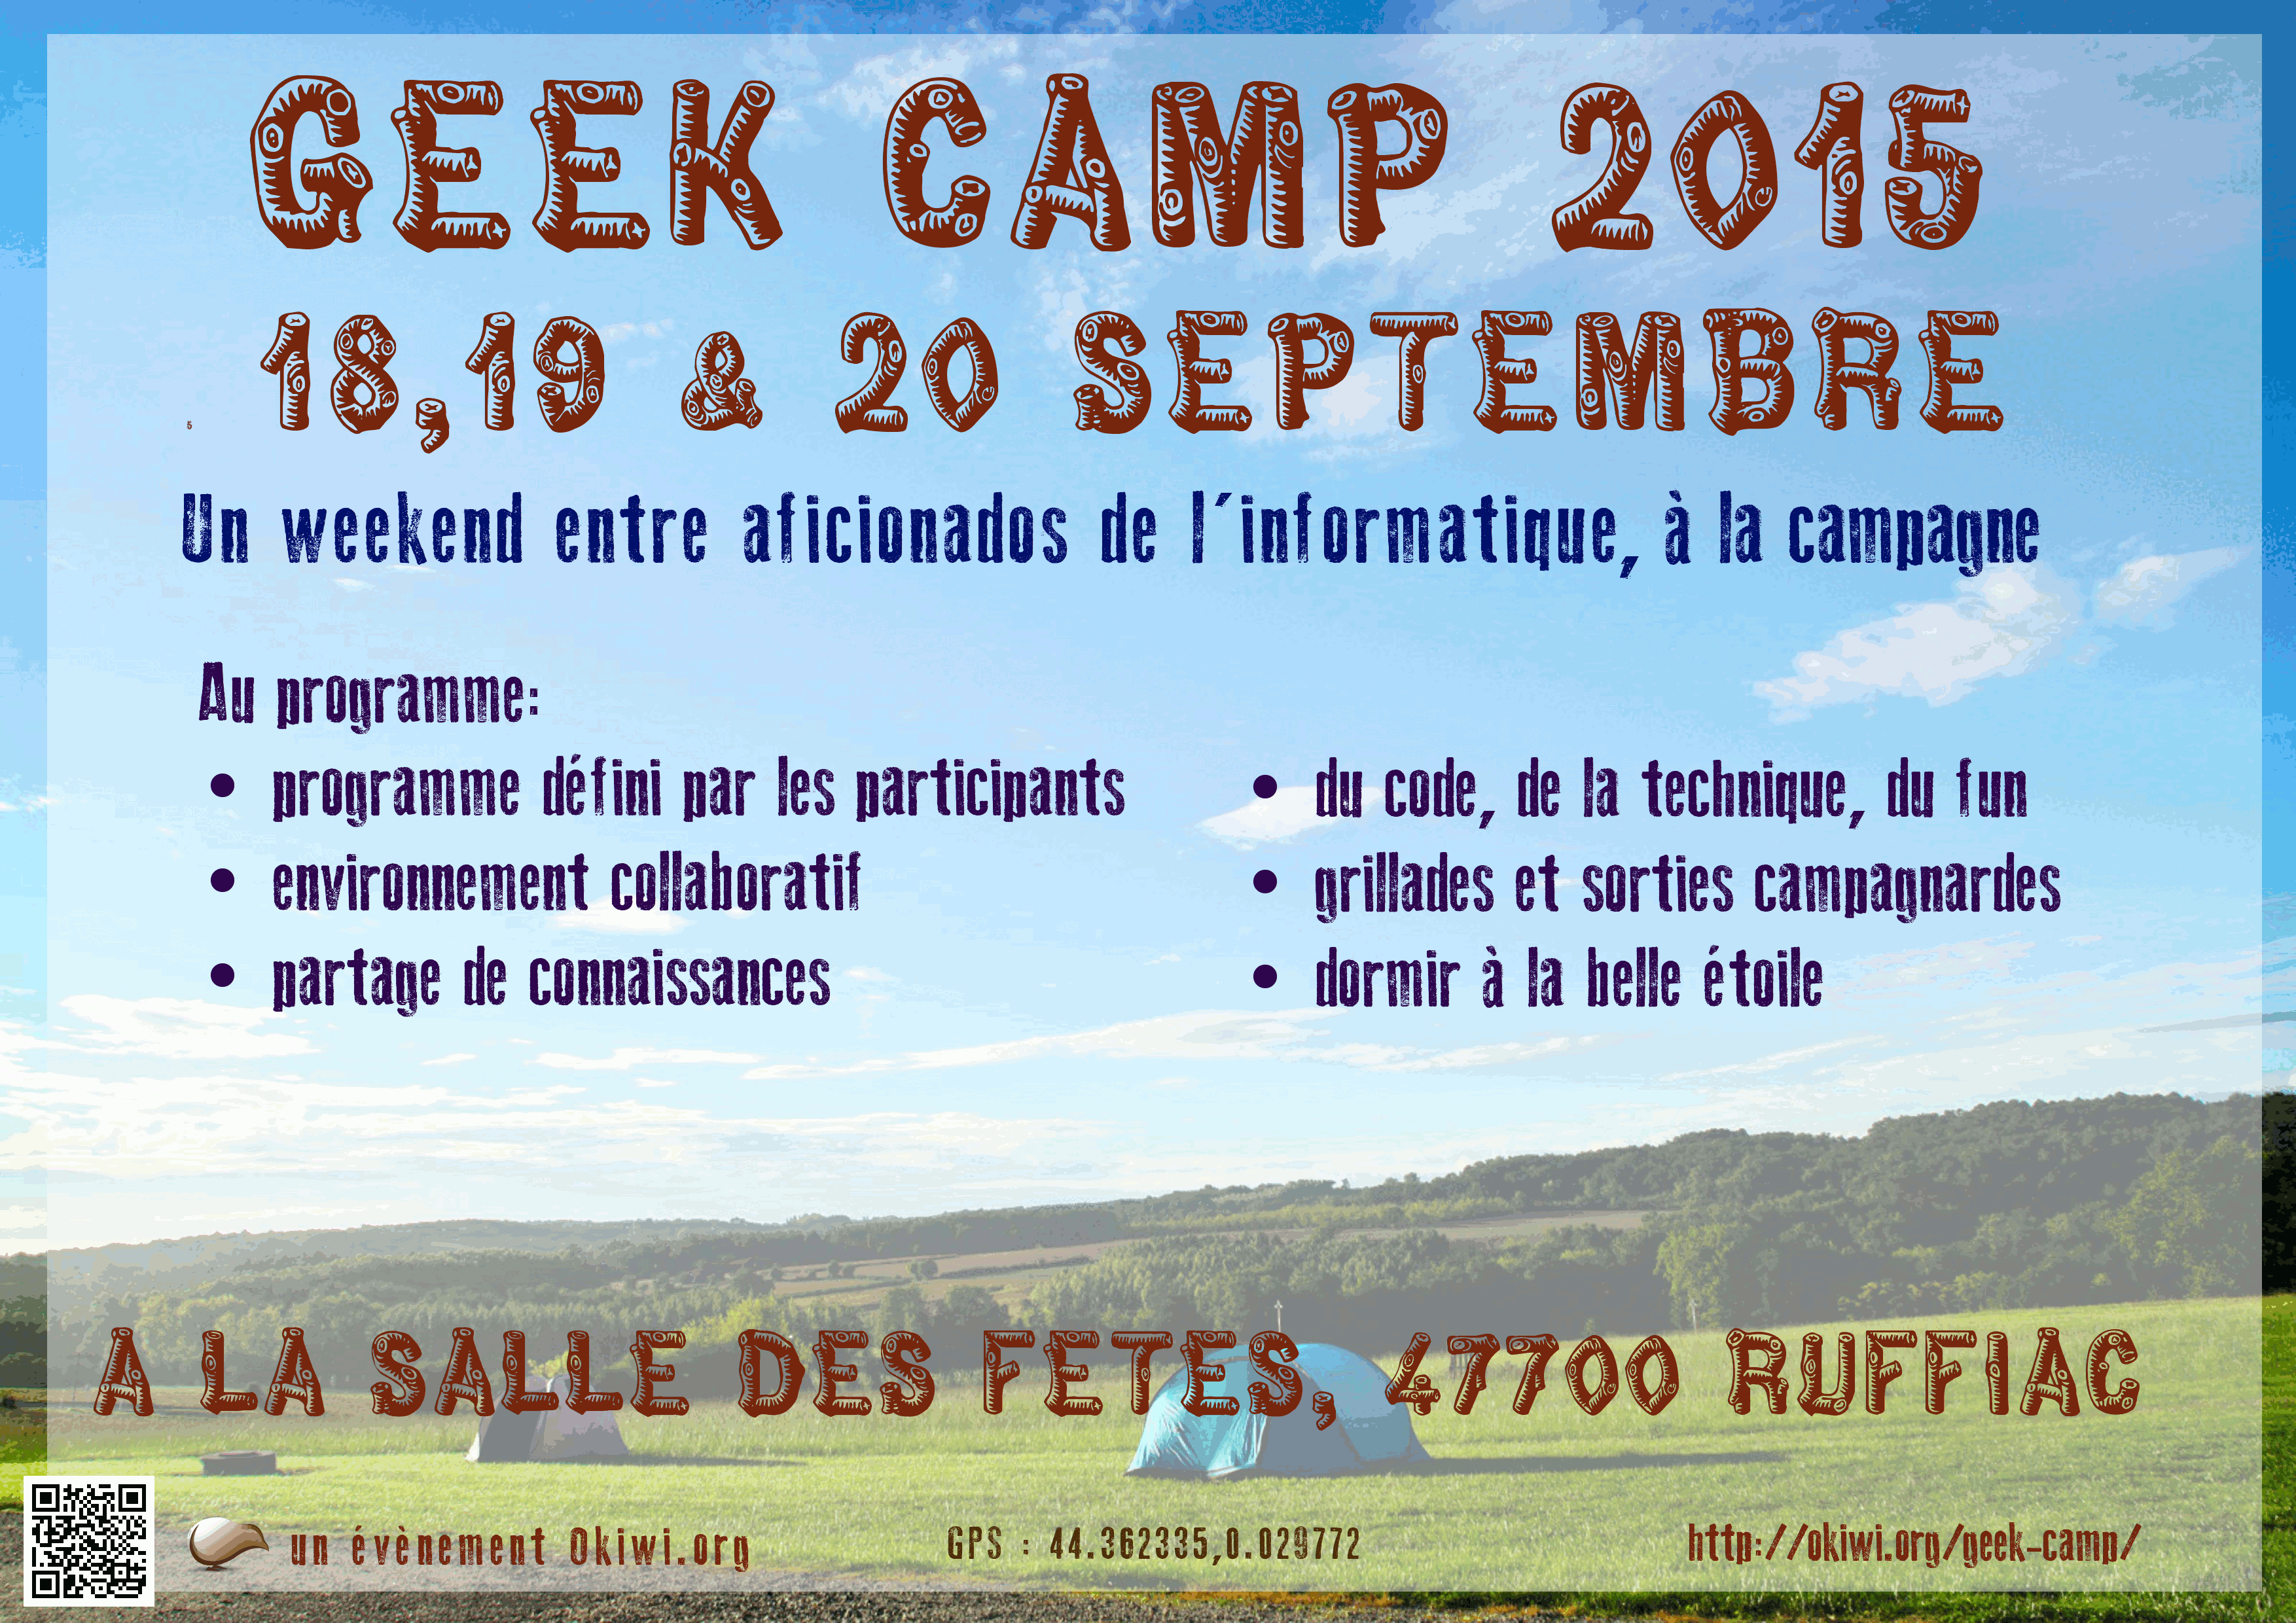 GEEK CAMP 2015
18,19 & 20 SEPTEMBRE
5
Un weekend entre aficionados de l'informatique, à la campagne
Au programme:
• programme défini par les participants
• environnement collaboratif
• partage de connaissances
• du code, de la technique, du fun
• grillades et sorties campagnardes
• dormir à la belle étoile
A LA SALLE DES FETES, 47700 RUFFIAC
un évènement Okiwi.org
GPS : 44.362335,0.029772
http://okiwi.org/geek-camp/